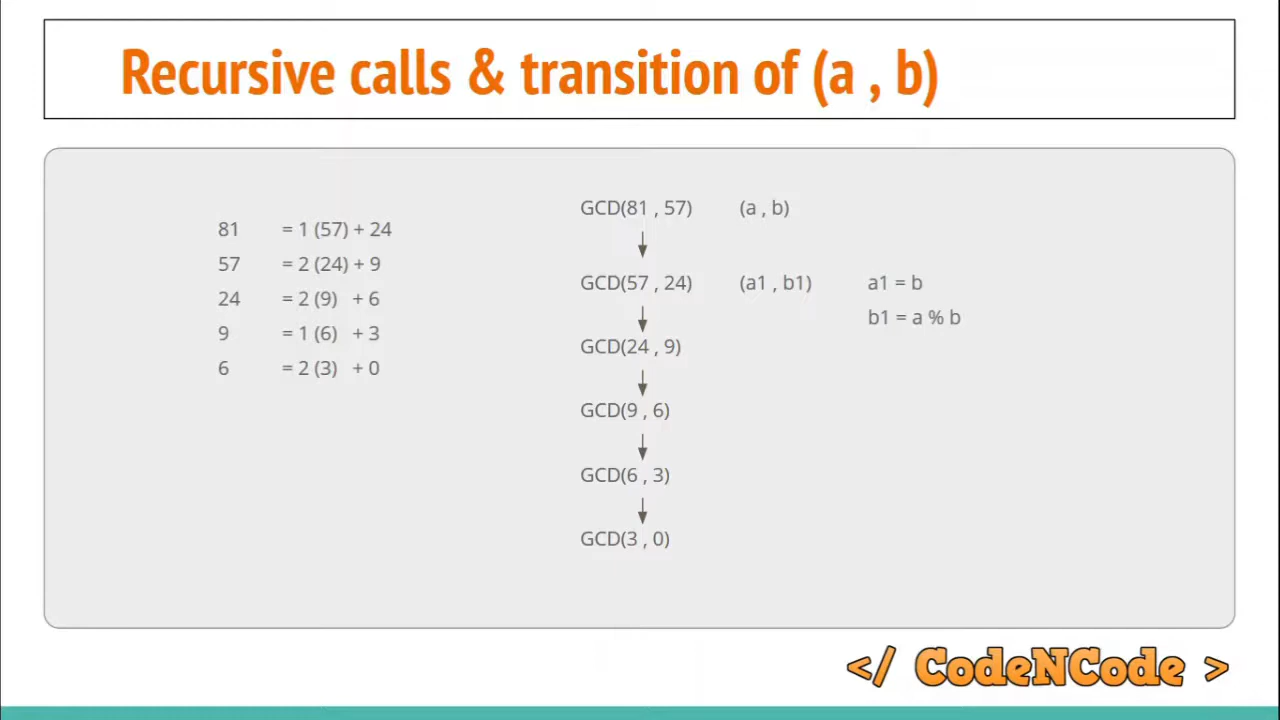 Recursive calls & transition of (a , b)
81 = 1 (57) + 24
57 = 2 (24) + 9
24 = 2 (9) + 6
9 = 1 (6) + 3
6 = 2 (3) + 0
GCD(81 , 57) (a , b)
GCD(57 , 24) (a1 , b1) a1 = b
b1 = a % b
GCD(24 , 9)
GCD(9 , 6)
GCD(6 , 3)
GCD(3 , 0)
</ CodeNCode >